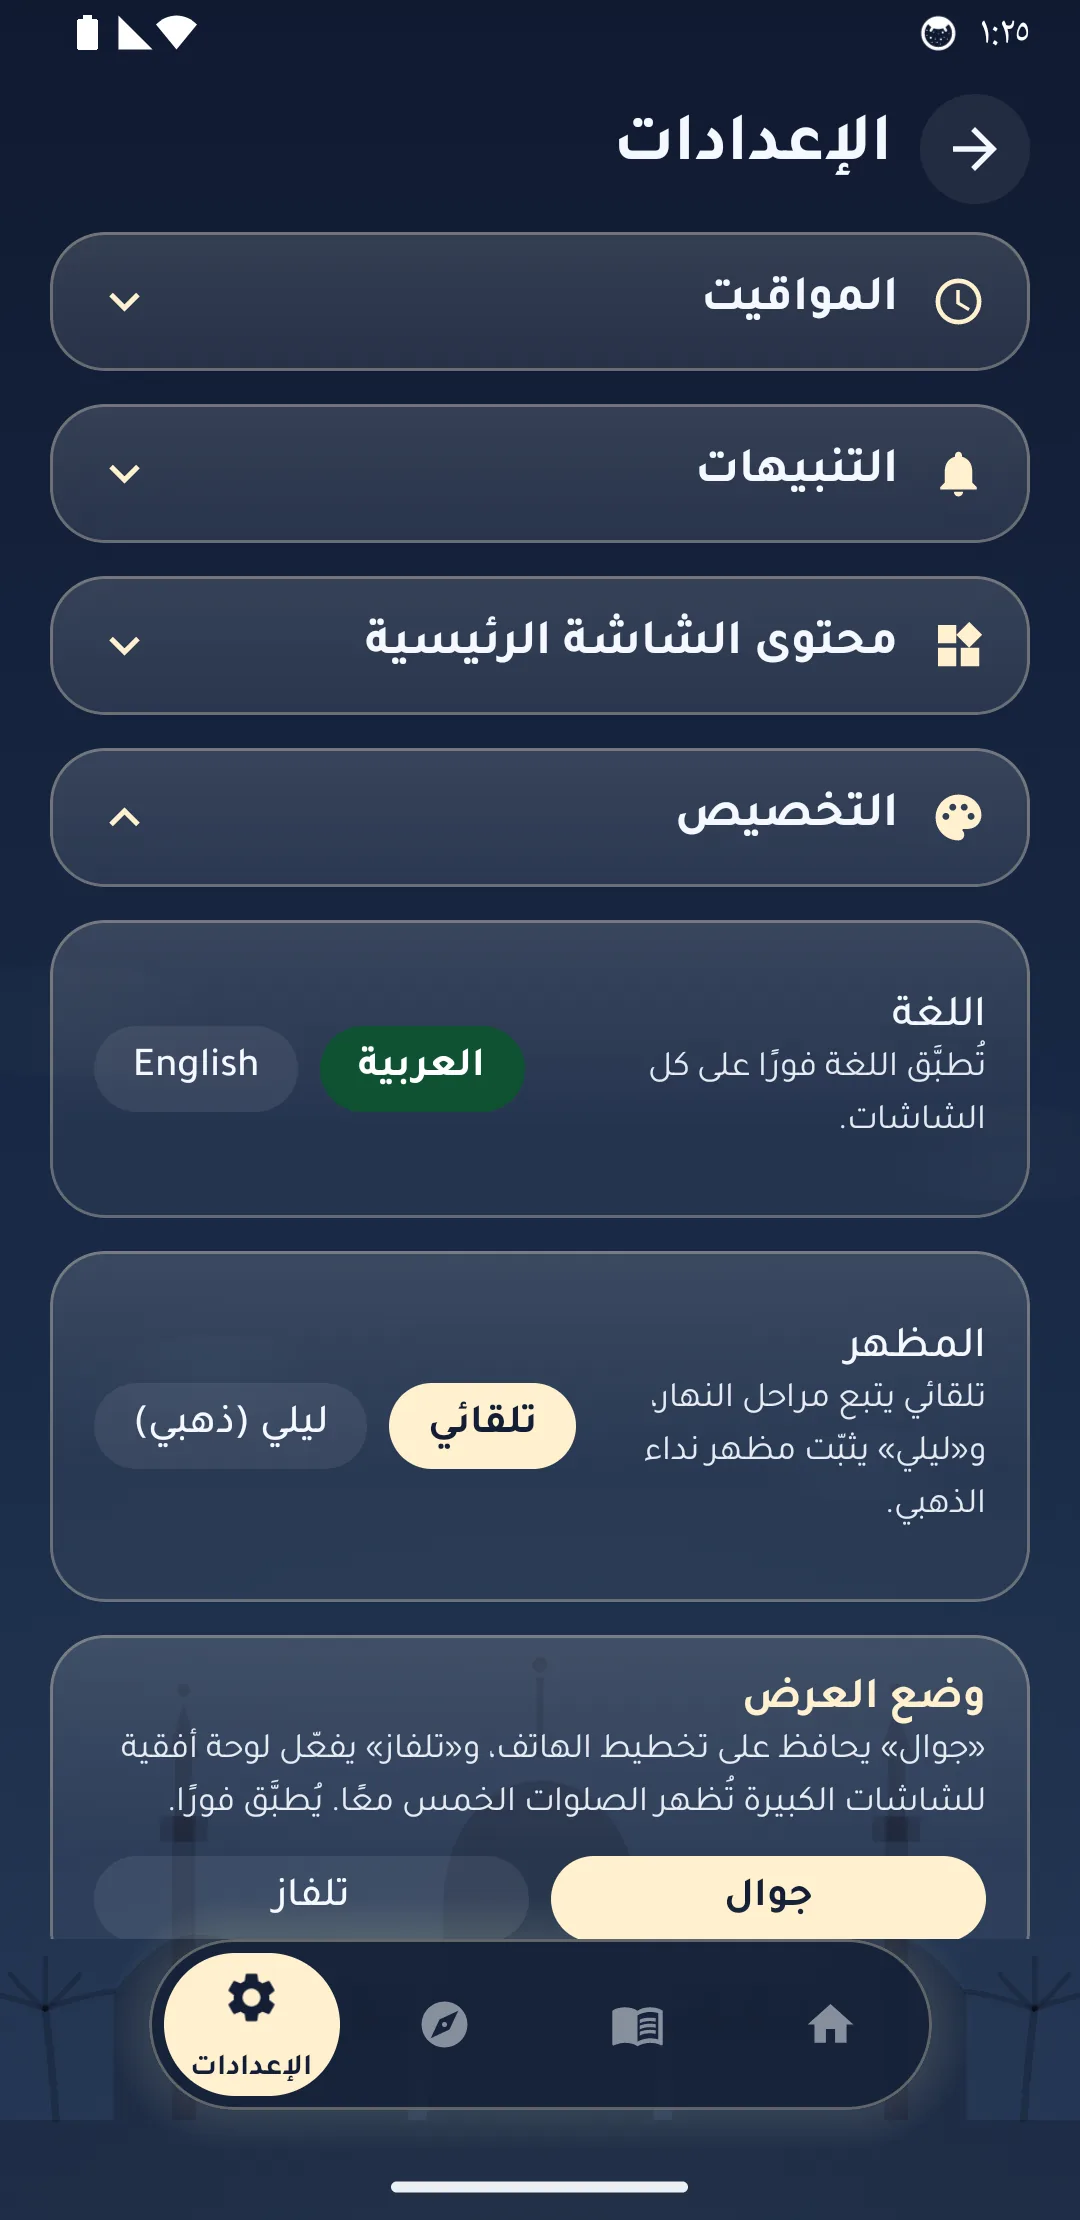 ١:٢٥
الإعدادات
المواقيت
التنبيهات
محتوى الشاشة الرئيسية
التخصيص
اللغة
تُطبَّق اللغة فورًا على كل
الشاشات.
العربية
English
المظهر
تلقائي يتبع مراحل النهار،
و«ليلي» يثبّت مظهر نداء
الذهبي.
تلقائي
ليلي (ذهبي)
وضع العرض
«جوال» يحافظ على تخطيط الهاتف، و«تلفاز» يفعّل لوحة أفقية
للشاشات الكبيرة تُظهر الصلوات الخمس معًا. يُطبَّق فورًا.
جوال
تلفاز
الإعدادات